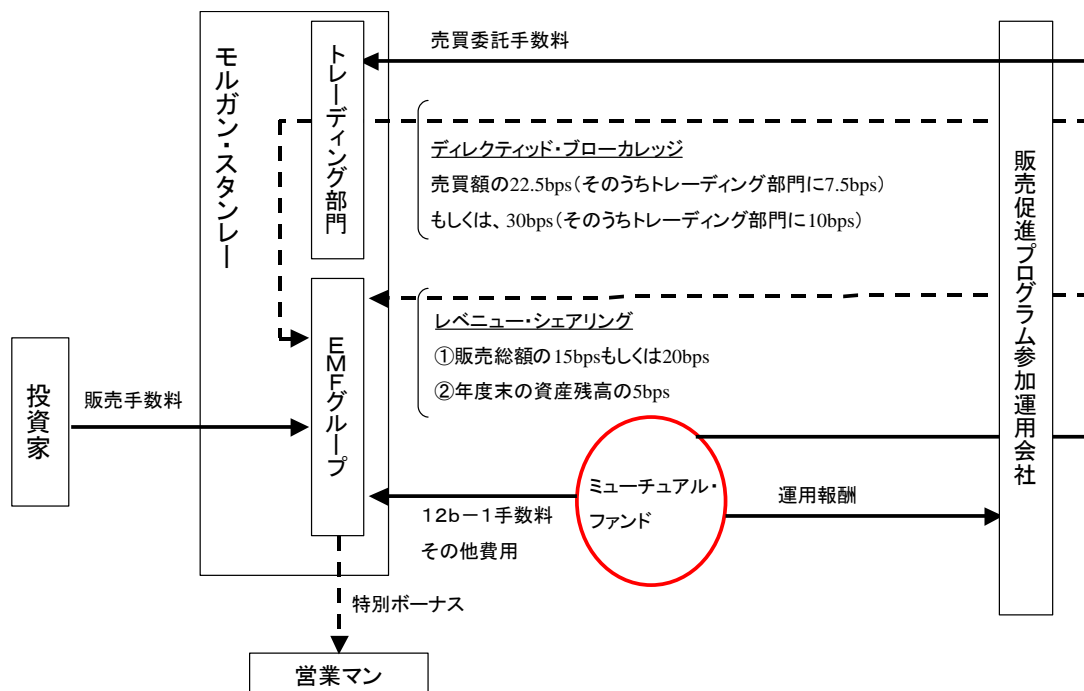 モルガン・スタンレー
トレーディング部門
売買委託手数料
ディレクティッド・ブローカレッジ
売買額の22.5bps(そのうちトレーディング部門に7.5bps)
もしくは、30bps(そのうちトレーディング部門に10bps)
販売促進プログラム参加運用会社
EMFグループ
レベニュー・シェアリング
①販売総額の15bpsもしくは20bps
②年度末の資産残高の5bps
投資家
販売手数料
ミューチュアル・
ファンド
運用報酬
12b-1手数料
その他費用
特別ボーナス
営業マン